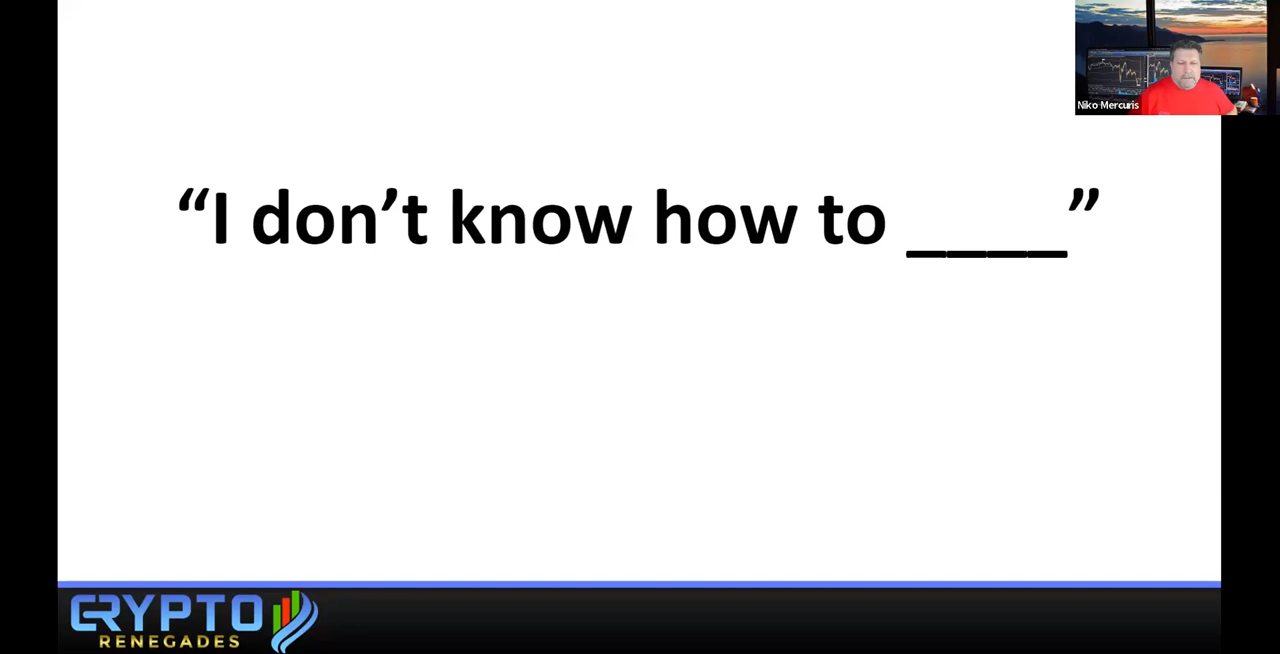 Niko Mercuris
“I don’t know how to ____”
CRYPTO
RENEGADES